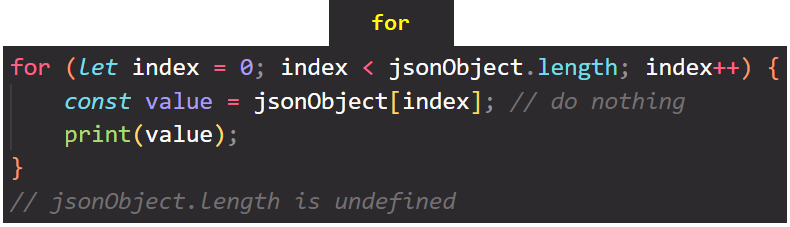 for
for (let index = 0; index < jsonObject.length; index++) {
    const value = jsonObject[index]; // do nothing
    print(value);
}
// jsonObject.length is undefined